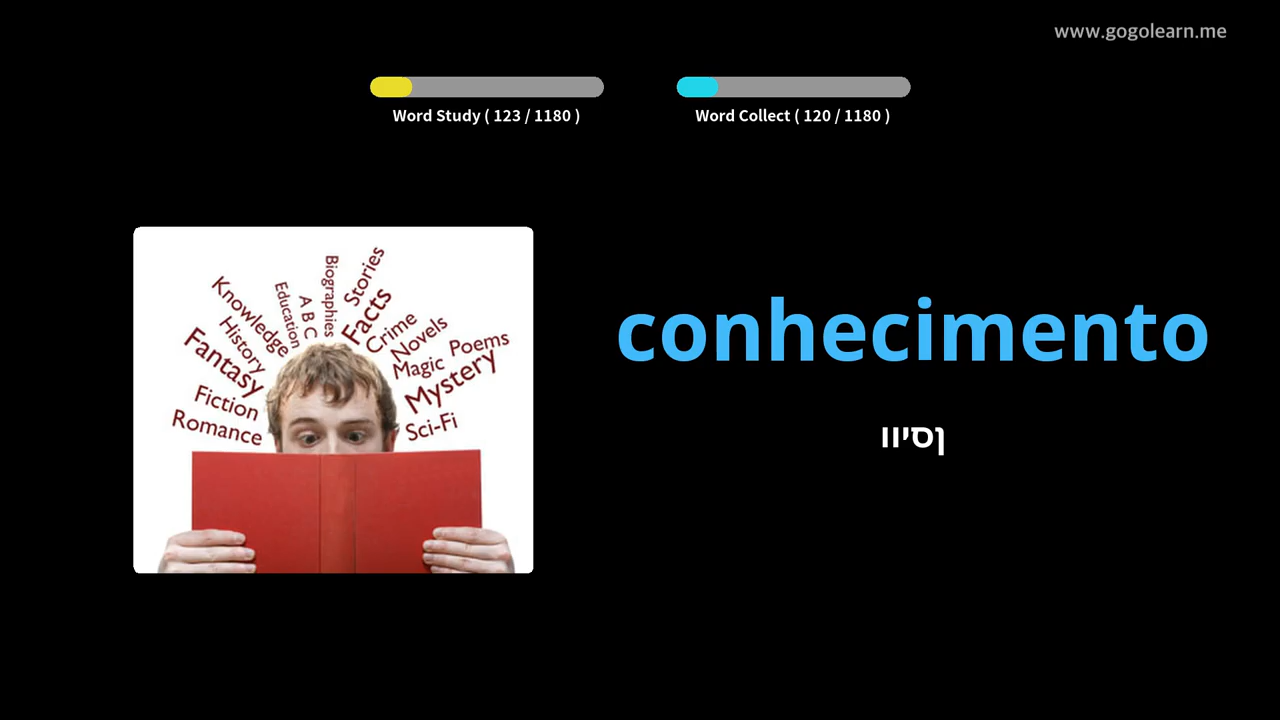 www.gogolearn.me
Word Study ( 123 / 1180 )
Word Collect ( 120 / 1180 )
Biographies
Stories
Education
A B C
Facts
Knowledge
Crime
History
Novels
Fantasy
Magic
Poems
Mystery
Fiction
Romance
Sci-Fi
conhecimento
וויסן